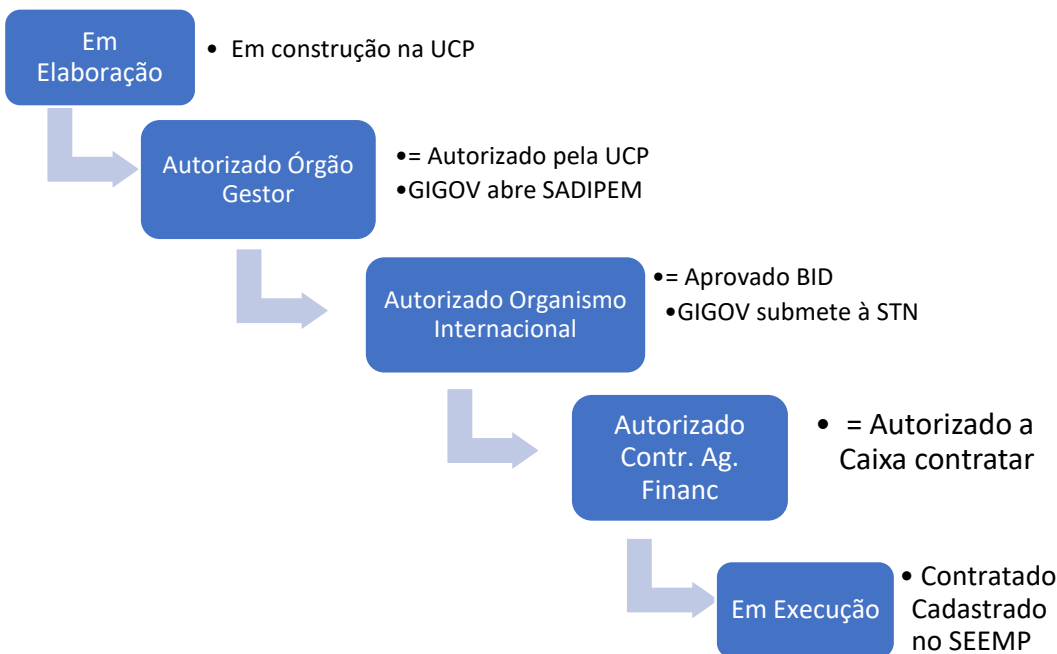 Em
Elaboração
• Em construção na UCP
Autorizado Órgão
Gestor
•= Autorizado pela UCP
•GIGOV abre SADIPEM
Autorizado Organismo
Internacional
•= Aprovado BID
•GIGOV submete à STN
Autorizado
Contr. Ag.
Financ
• = Autorizado a
Caixa contratar
Em Execução
• Contratado
Cadastrado
no SEEMP